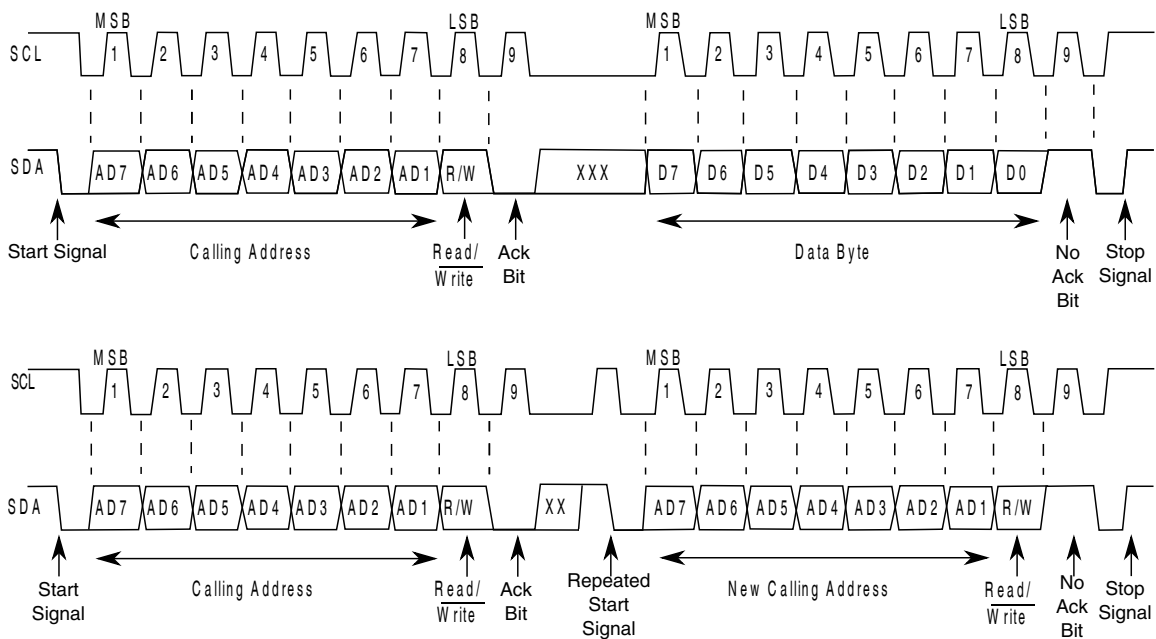 MSB LSB MSB LSB
SCL 1 2 3 4 5 6 7 8 9 1 2 3 4 5 6 7 8 9
SDA AD7 AD6 AD5 AD4 AD3 AD2 AD1 R/W XXX D7 D6 D5 D4 D3 D2 D1 D0
Start Signal
Calling Address
Read/
Write
Ack
Bit
Data Byte
No
Ack
Bit
Stop
Signal
MSB LSB MSB LSB
SCL 1 2 3 4 5 6 7 8 9 1 2 3 4 5 6 7 8 9
SDA AD7 AD6 AD5 AD4 AD3 AD2 AD1 R/W XX AD7 AD6 AD5 AD4 AD3 AD2 AD1 R/W
Start
Signal
Calling Address
Read/
Write
Ack
Bit
Repeated
Start
Signal
New Calling Address
Read/
Write
No
Ack
Bit
Stop
Signal